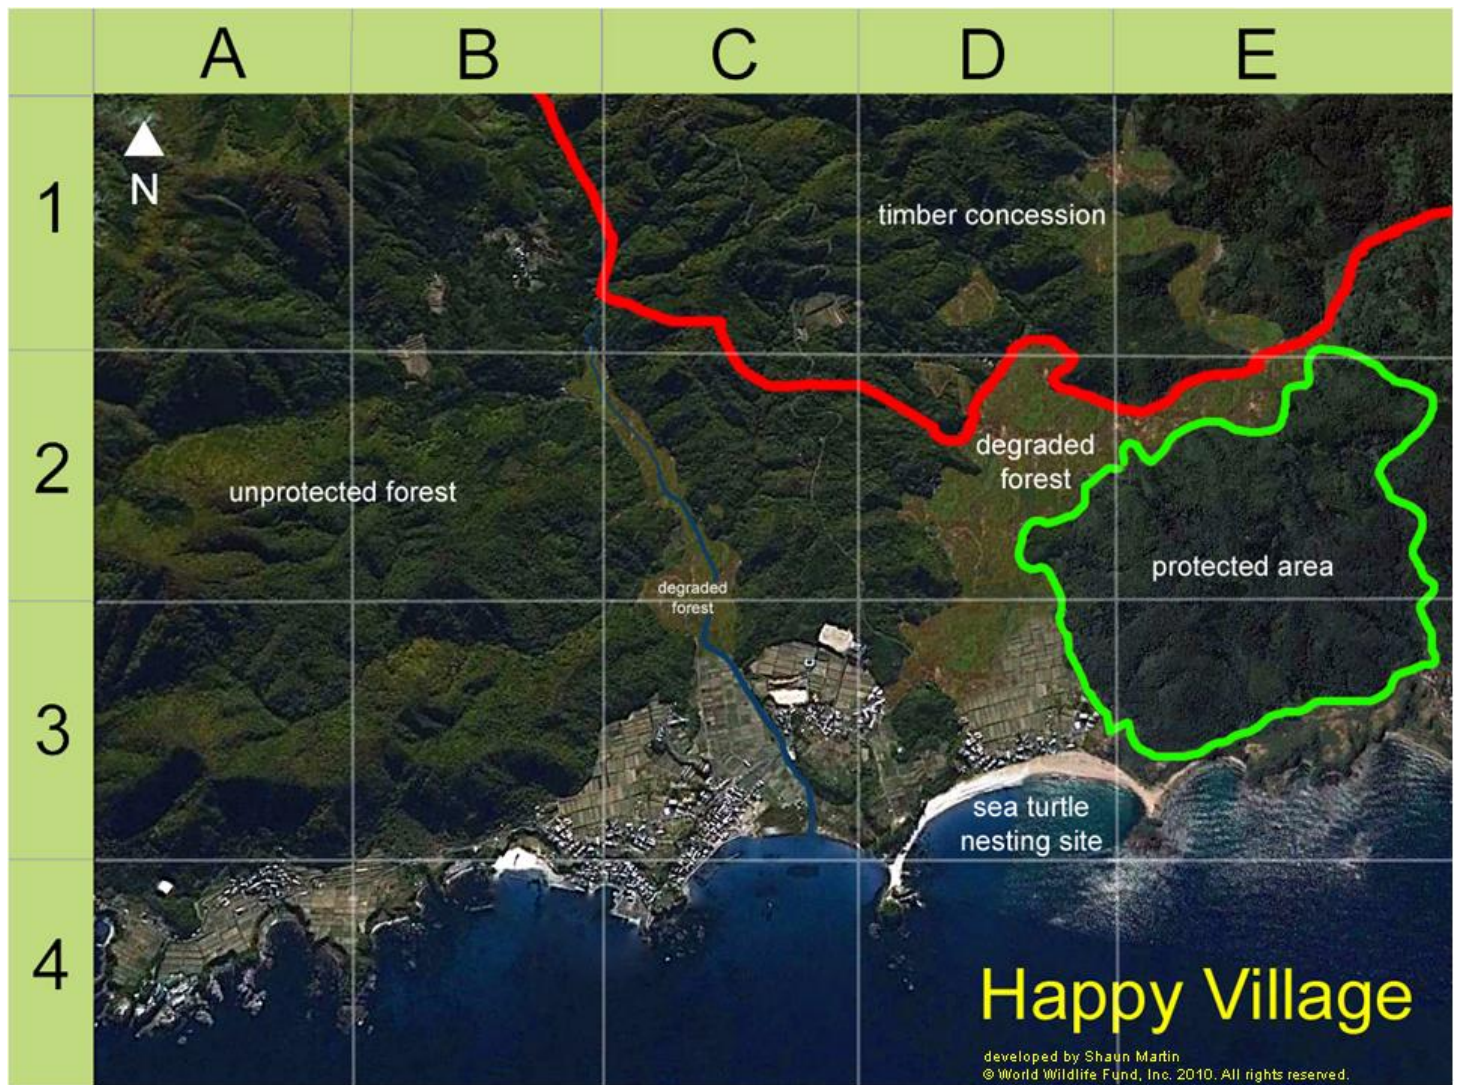 A B C D E
N
1
timber concession
2
degraded
forest
unprotected forest
protected area
degraded
forest
3
sea turtle
nesting site
4
Happy Village
developed by Shaun Martin
© World Wildlife Fund, Inc. 2010. All rights reserved.